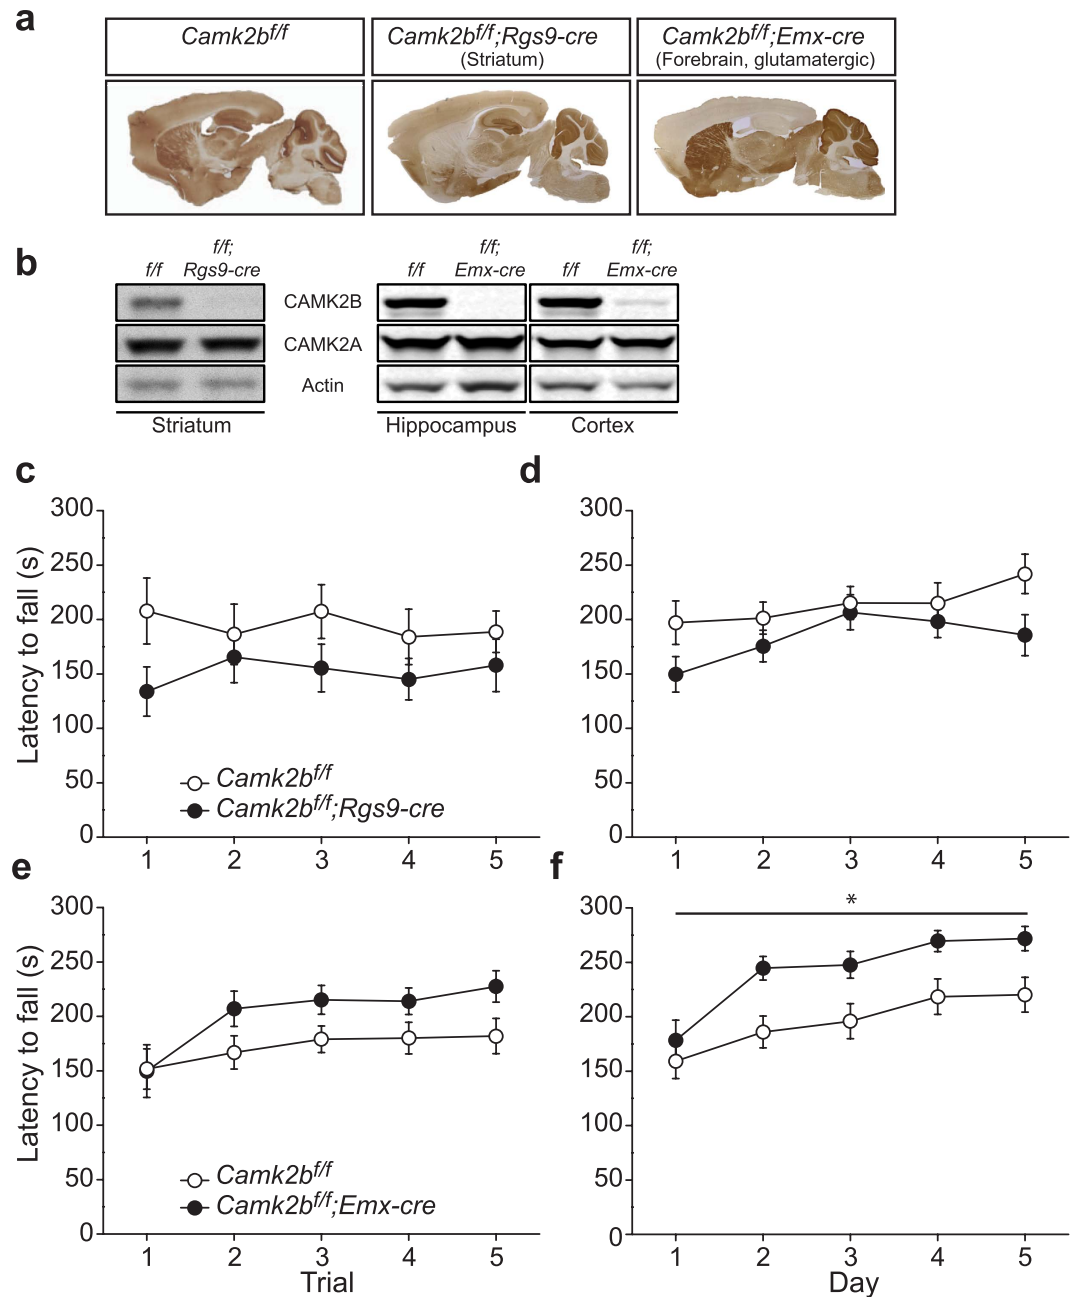 a
Camk2bf/f
Camk2bf/f;Rgs9-cre
(Striatum)
Camk2bf/f;Emx-cre
(Forebrain, glutamatergic)
b
f/f
f/f;
Rgs9-cre
f/f
f/f;
Emx-cre
f/f
f/f;
Emx-cre
CAMK2B
CAMK2A
Actin
Striatum
Hippocampus
Cortex
c
Latency to fall (s)
300
250
200
150
100
50
0
Camk2bf/f
Camk2bf/f;Rgs9-cre
1 2 3 4 5
d
300
250
200
150
100
50
0
1 2 3 4 5
e
Latency to fall (s)
300
250
200
150
100
50
0
Camk2bf/f
Camk2bf/f;Emx-cre
1 2 3 4 5
Trial
f
*
300
250
200
150
100
50
0
1 2 3 4 5
Day